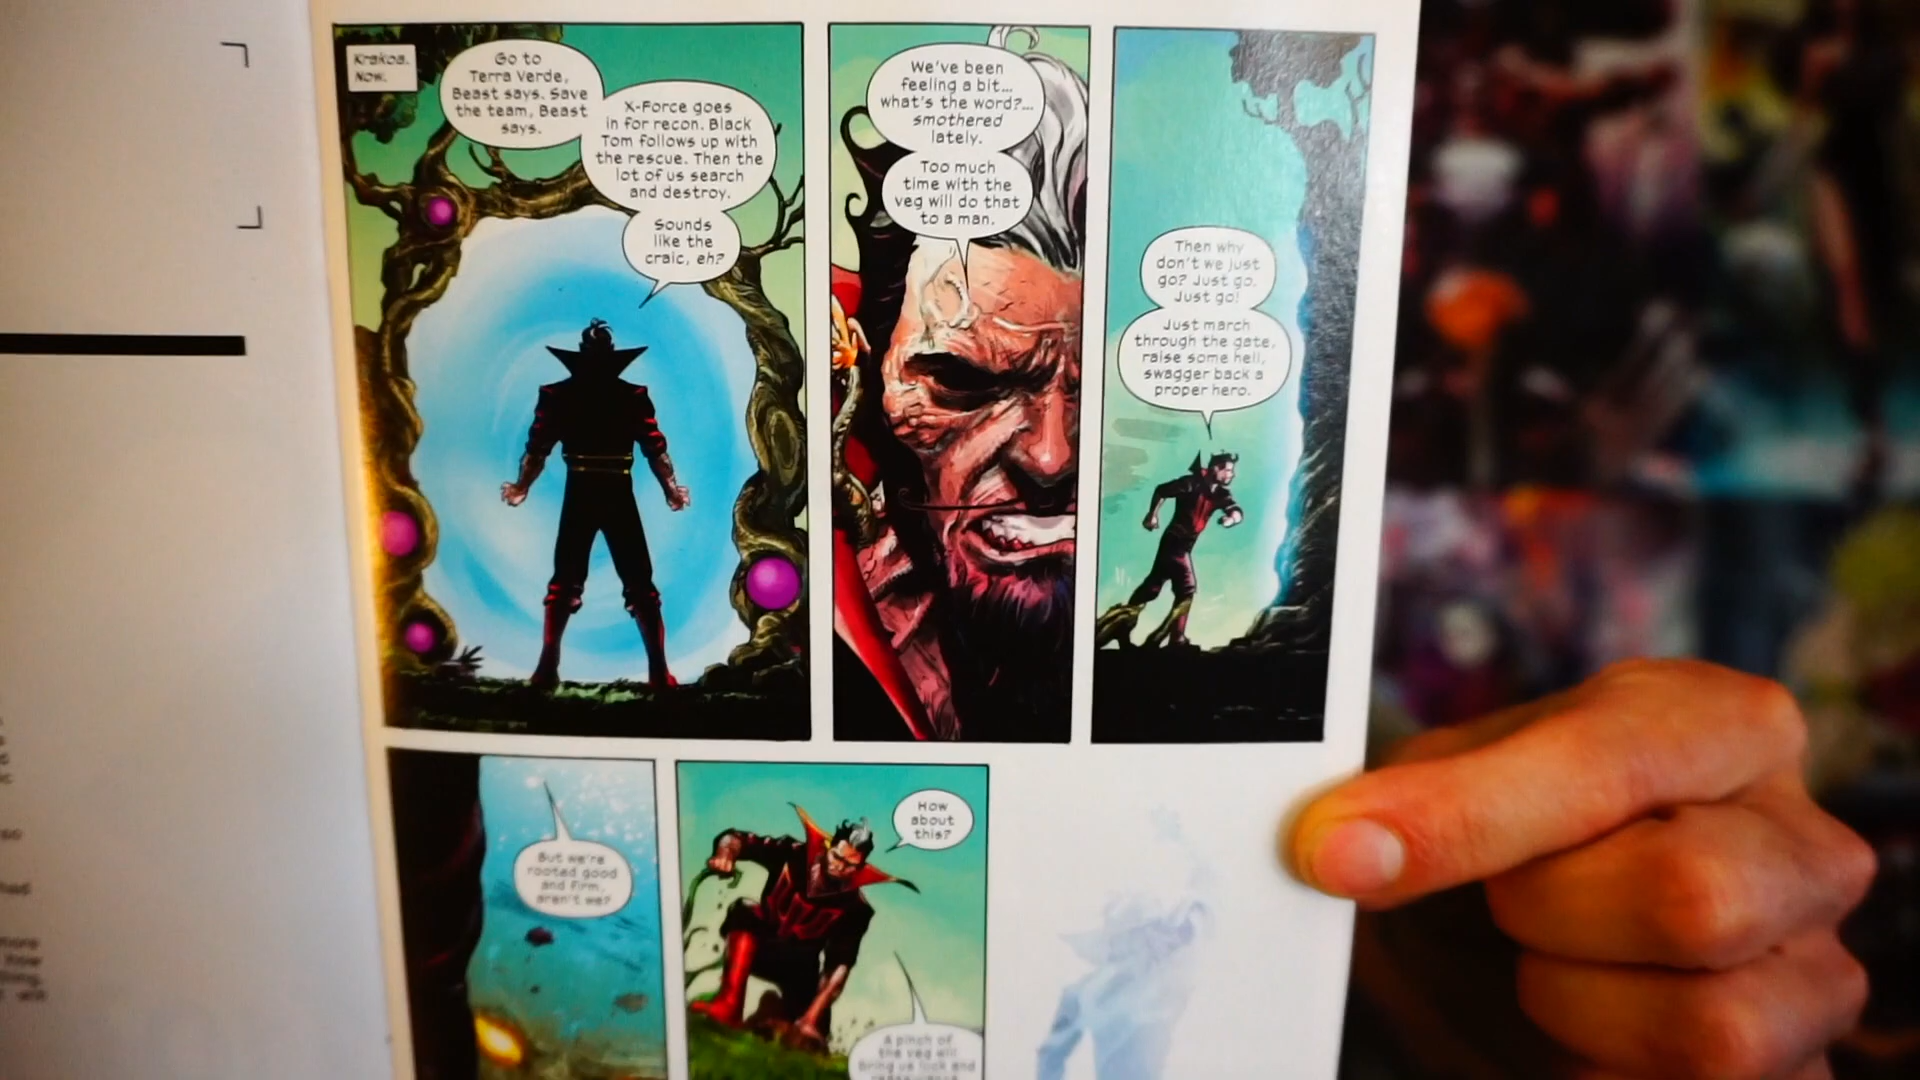 Krakoa.
Now.
Go to
Terra Verde,
Beast says. Save
the team, Beast
says.
X-Force goes
in for recon. Black
Tom follows up with
the rescue. Then the
lot of us search
and destroy.
Sounds
like the
craic, eh?
We've been
feeling a bit...
what's the word?...
smothered
lately.
Too much
time with the
veg will do that
to a man.
Then why
don't we just
go? Just go.
Just go!
Just march
through the gate,
raise some hell,
swagger back a
proper hero.
But we're
rooted good
and firm,
aren't we?
How
about
this?
A pinch of
the veg will
bring us luck and